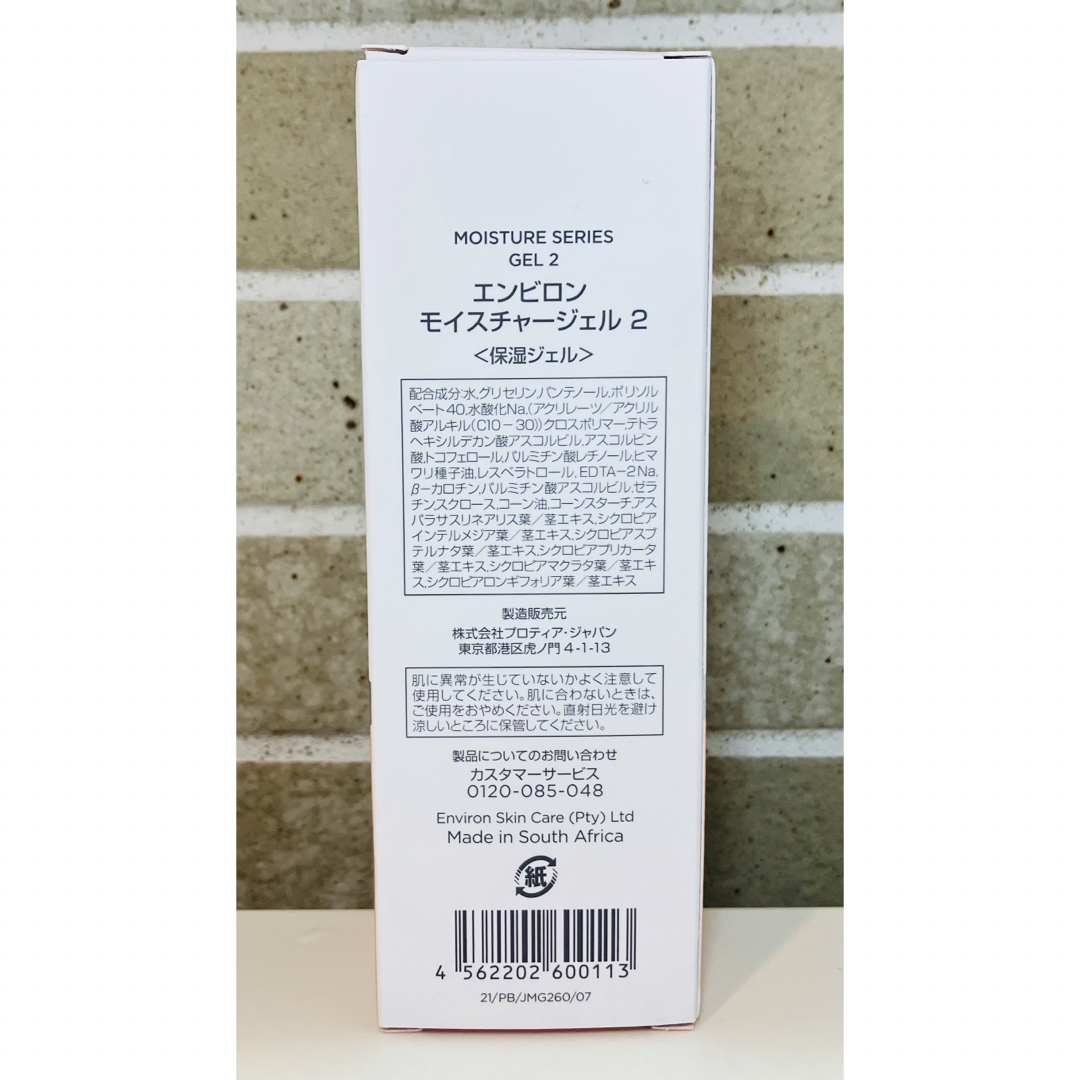 MOISTURE SERIES
GEL 2
エンビロン
モイスチャージェル 2
＜保湿ジェル＞
配合成分:水,グリセリン,パンテノール,ポリソル
ベート40,水酸化Na,(アクリレーツ／アクリル
酸アルキル(C10－30))クロスポリマー,テトラ
ヘキシルデカン酸アスコルビル,アスコルビン
酸,トコフェロール,パルミチン酸レチノール,ヒマ
ワリ種子油,レスベラトロール,EDTA－2Na,
β－カロチン,パルミチン酸アスコルビル,ゼラ
チン,スクロース,コーン油,コーンスターチ,アス
パラサスリネアリス葉／茎エキス,シクロピア
インテルメジア葉／茎エキス,シクロピアスブ
テルナタ葉／茎エキス,シクロピアプリカータ
葉／茎エキス,シクロピアマクラタ葉／茎エキ
ス,シクロピアロンギフォリア葉／茎エキス
製造販売元
株式会社プロティア・ジャパン
東京都港区虎ノ門 4-1-13
肌に異常が生じていないかよく注意して
使用してください。肌に合わないときは、
ご使用をおやめください。直射日光を避け
涼しいところに保管してください。
製品についてのお問い合わせ
カスタマーサービス
0120-085-048
Environ Skin Care (Pty) Ltd
Made in South Africa
紙
4 562202 600113
21/PB/JMG260/07